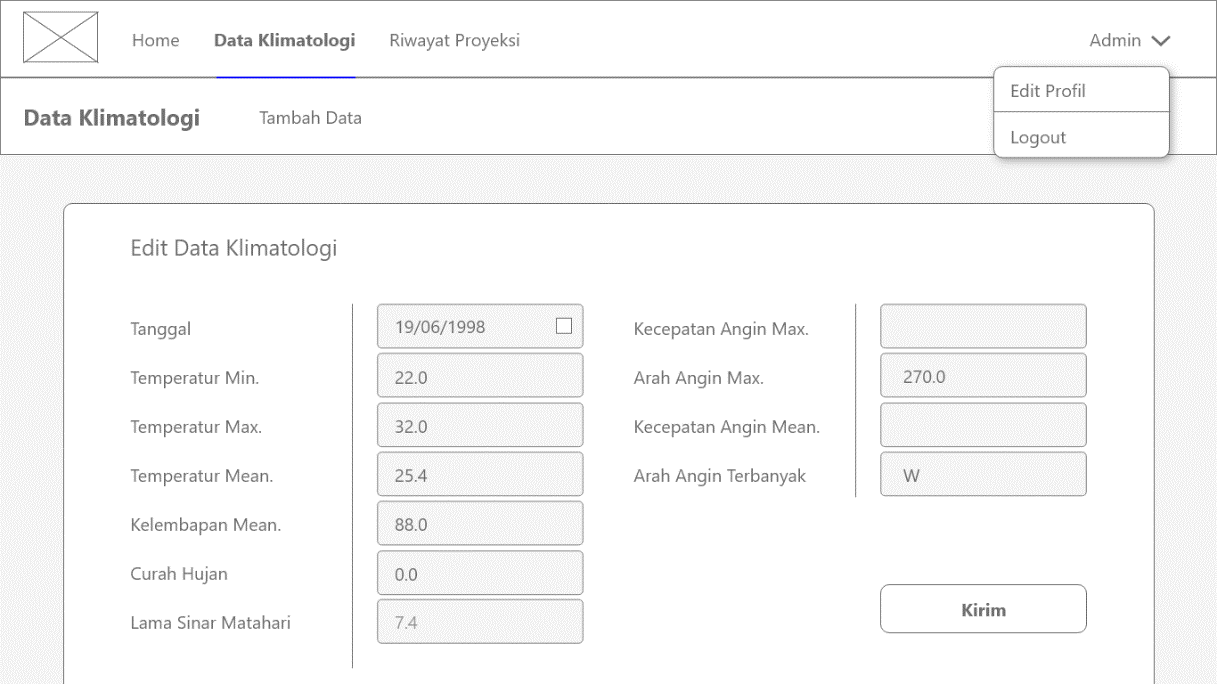 Home
Data Klimatologi
Riwayat Proyeksi
Admin
Edit Profil
Logout
Data Klimatologi
Tambah Data
Edit Data Klimatologi
Tanggal
19/06/1998
Temperatur Min.
22.0
Temperatur Max.
32.0
Temperatur Mean.
25.4
Kelembapan Mean.
88.0
Curah Hujan
0.0
Lama Sinar Matahari
7.4
Kecepatan Angin Max.
Arah Angin Max.
270.0
Kecepatan Angin Mean.
Arah Angin Terbanyak
W
Kirim